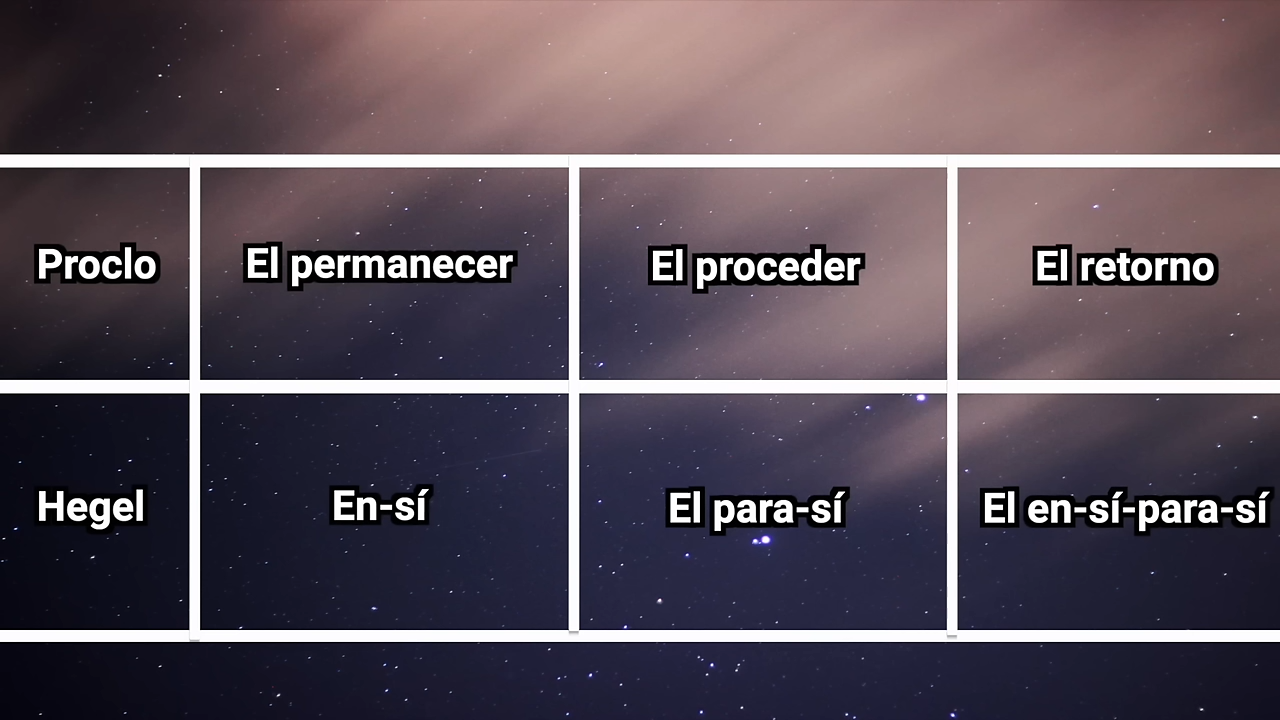 Proclo El permanecer El proceder El retorno
Hegel En-sí El para-sí El en-sí-para-sí